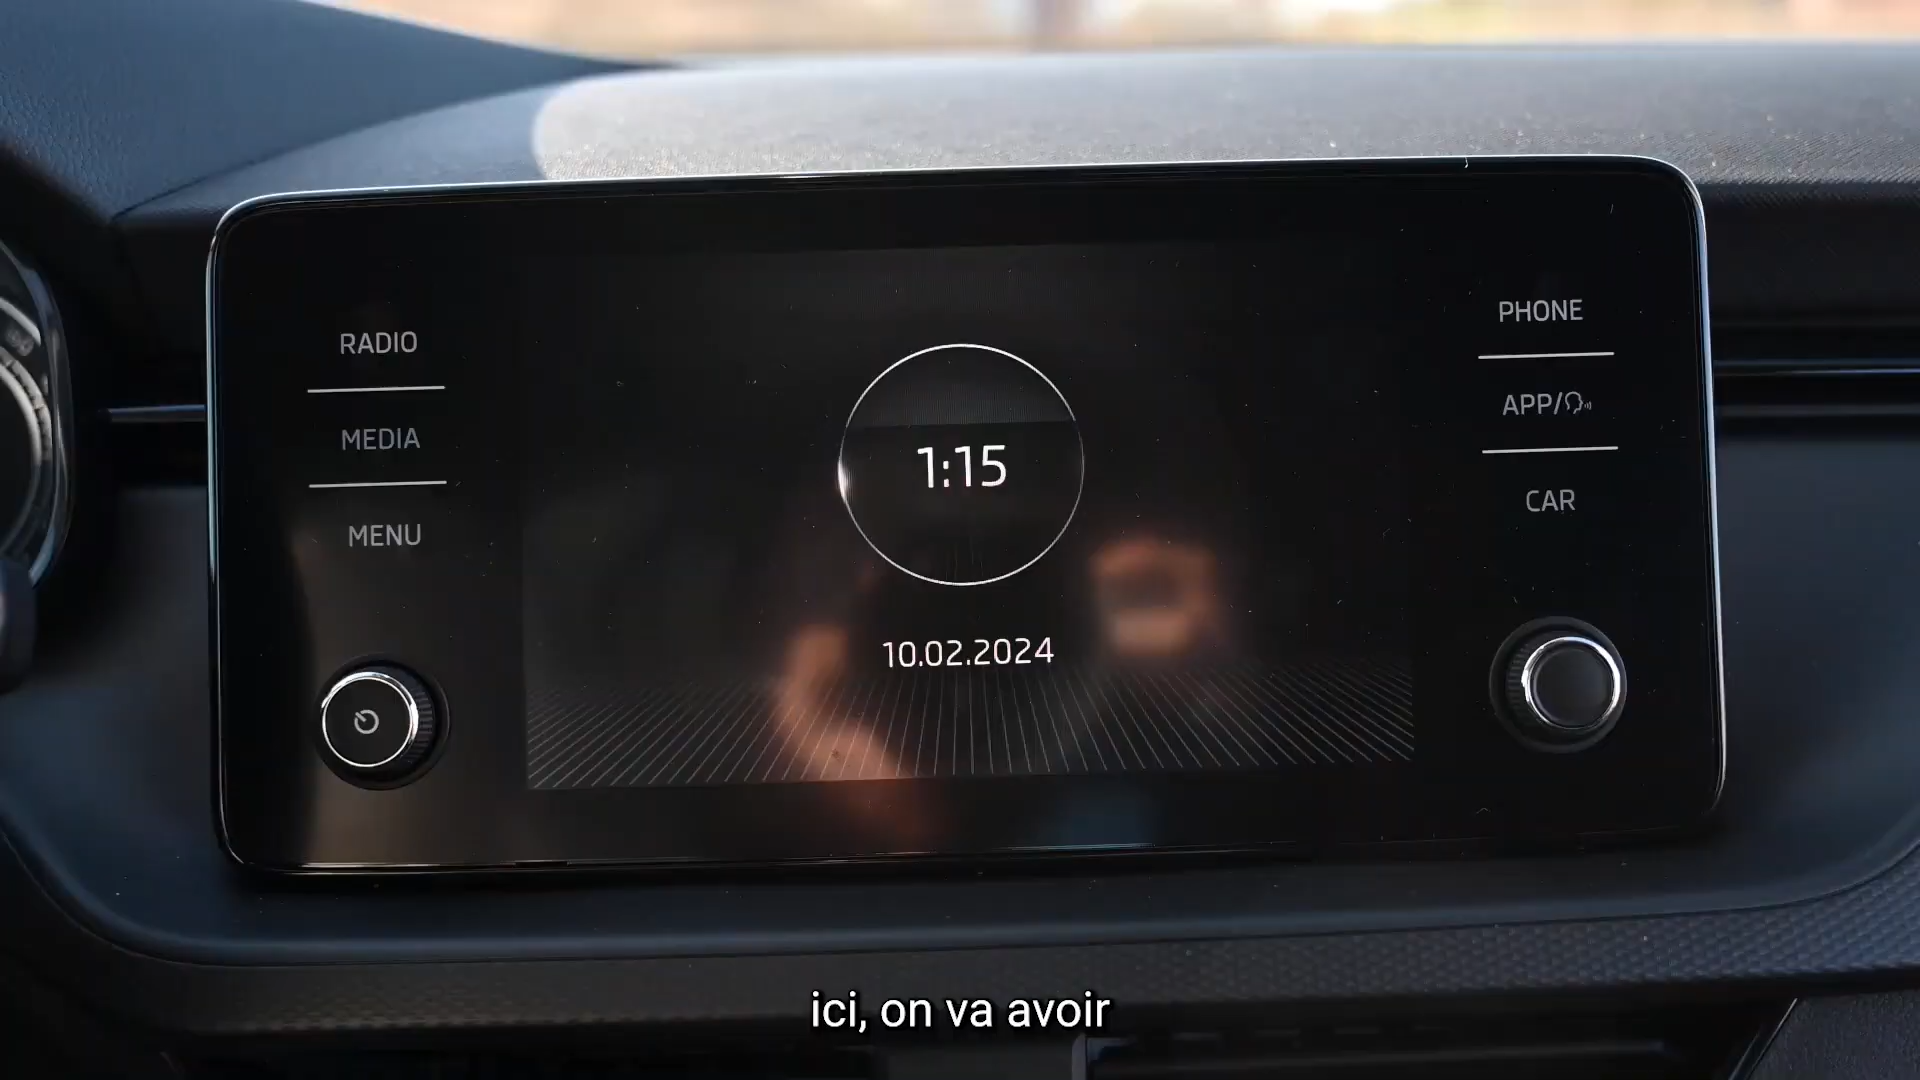 RADIO
MEDIA
MENU
1:15
10.02.2024
PHONE
APP/
CAR
ici, on va avoir